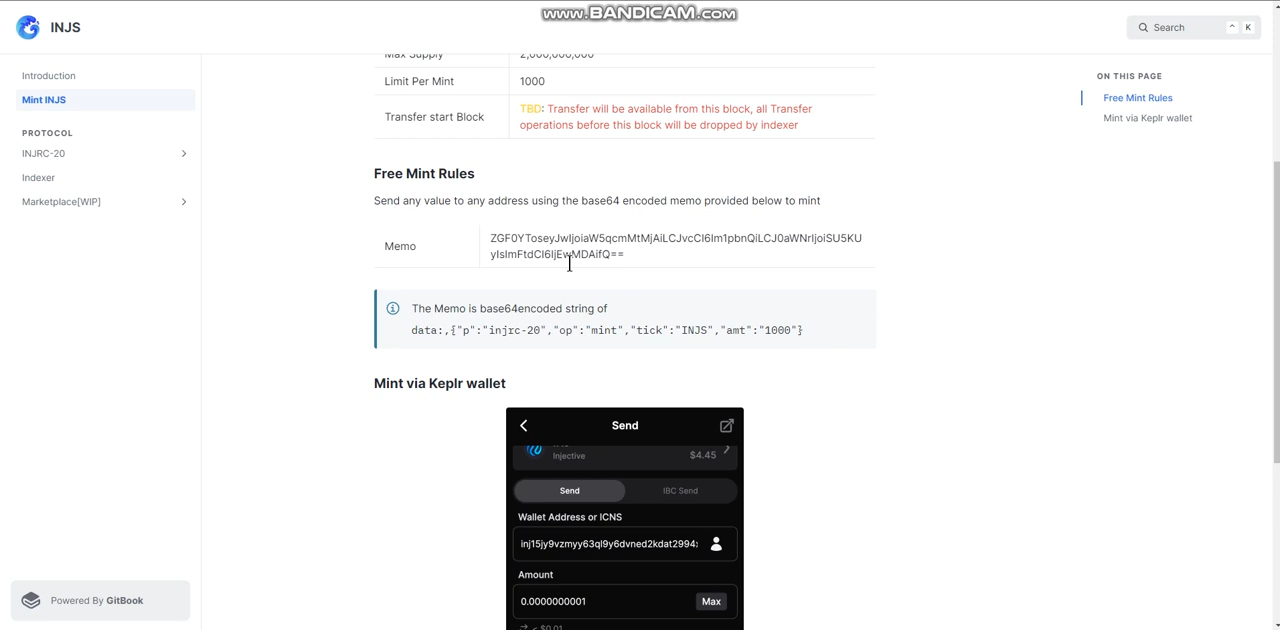 www.BANDICAM.com
INJS
Search
^
K
Introduction
Mint INJS
PROTOCOL
INJRC-20
Indexer
Marketplace[WIP]
Max Supply
2,000,000,000
Limit Per Mint
1000
Transfer start Block
TBD: Transfer will be available from this block, all Transfer
operations before this block will be dropped by indexer
Free Mint Rules
Send any value to any address using the base64 encoded memo provided below to mint
Memo
ZGF0YToseyJwIjoiaW5qcmMtMjAiLCJvcCI6Im1pbnQiLCJ0aWNrIjoiSU5KU
yIsImFtdCI6IjEwMDAifQ==
The Memo is base64encoded string of
data:,{"p":"injrc-20","op":"mint","tick":"INJS","amt":"1000"}
Mint via Keplr wallet
Send
Injective
$4.45
Send
IBC Send
Wallet Address or ICNS
inj15jy9vzmyy63ql9y6dvned2kdat2994
Amount
0.0000000001
Max
< $0.01
ON THIS PAGE
Free Mint Rules
Mint via Keplr wallet
Powered By GitBook